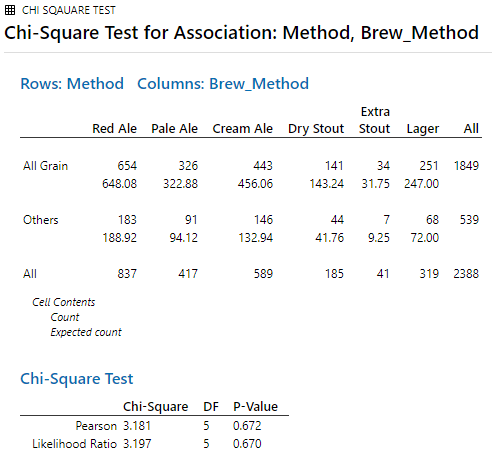 CHI SQAUARE TEST
Chi-Square Test for Association: Method, Brew_Method
Rows: Method Columns: Brew_Method
Extra
Red Ale Pale Ale Cream Ale Dry Stout Stout Lager All
All Grain 654 326 443 141 34 251 1849
648.08 322.88 456.06 143.24 31.75 247.00
Others 183 91 146 44 7 68 539
188.92 94.12 132.94 41.76 9.25 72.00
All 837 417 589 185 41 319 2388
Cell Contents
Count
Expected count
Chi-Square Test
Chi-Square DF P-Value
Pearson 3.181 5 0.672
Likelihood Ratio 3.197 5 0.670